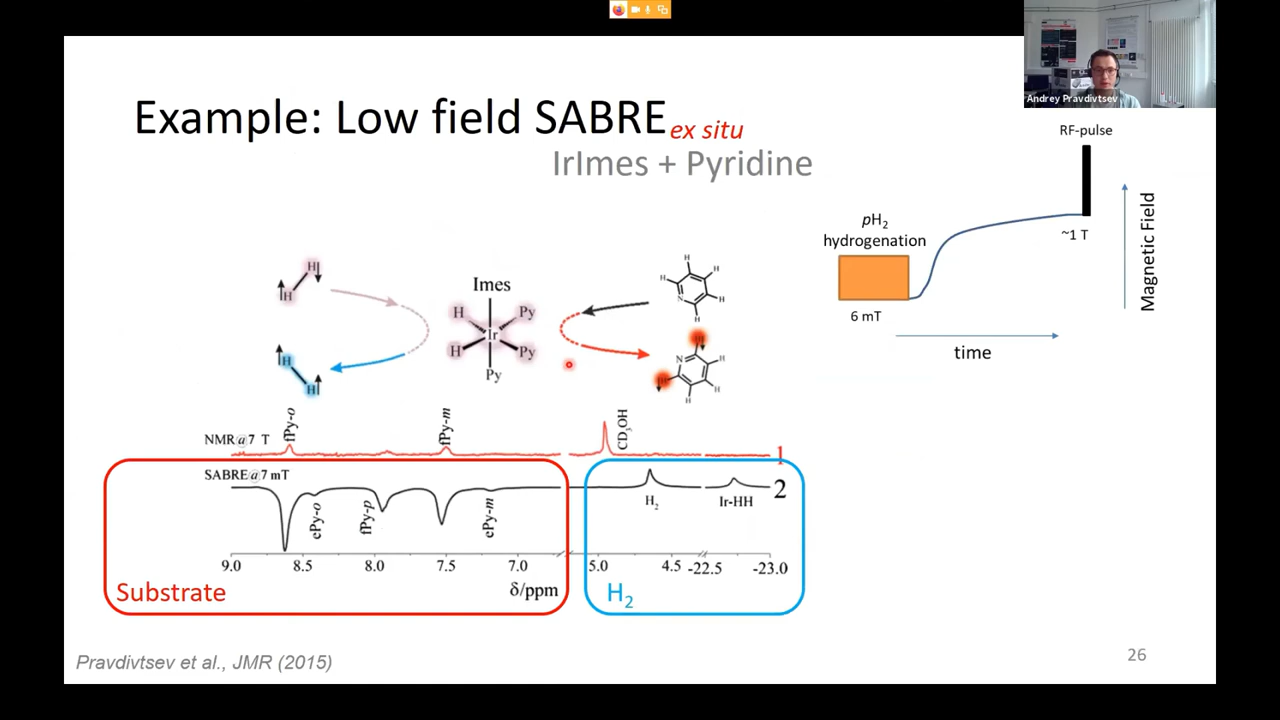 Andrey Pravdivtsev
Example: Low field SABRE ex situ
IrImes + Pyridine
RF-pulse
pH2
hydrogenation
6 mT
~1 T
Magnetic Field
time
H
H
H
H
Imes
H
Py
Ir
H
Py
Py
H
H
H
N
H
H
N
H
H
H
NMR@7 T
fPy-o
fPy-m
CD3OH
1
SABRE@7 mT
ePy-o
fPy-p
ePy-m
H2
Ir-HH
2
9.0 8.5 8.0 7.5 7.0 5.0 4.5 -22.5 -23.0
δ/ppm
Substrate
H2
Pravdivtsev et al., JMR (2015)
26